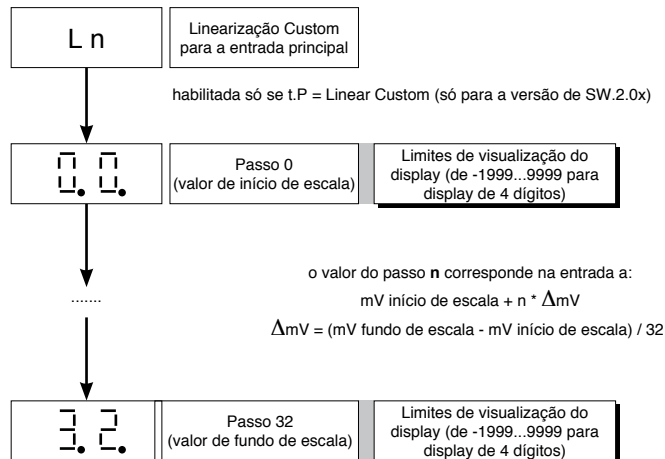 L n
Linearização Custom
para a entrada principal
habilitada só se t.P = Linear Custom (só para a versão de SW.2.0x)
0.0.
Passo 0
(valor de início de escala)
Limites de visualização do
display (de -1999...9999 para
display de 4 dígitos)
.......
o valor do passo n corresponde na entrada a:
mV início de escala + n * ΔmV
ΔmV = (mV fundo de escala - mV início de escala) / 32
3.2.
Passo 32
(valor de fundo de escala)
Limites de visualização do
display (de -1999...9999 para
display de 4 dígitos)